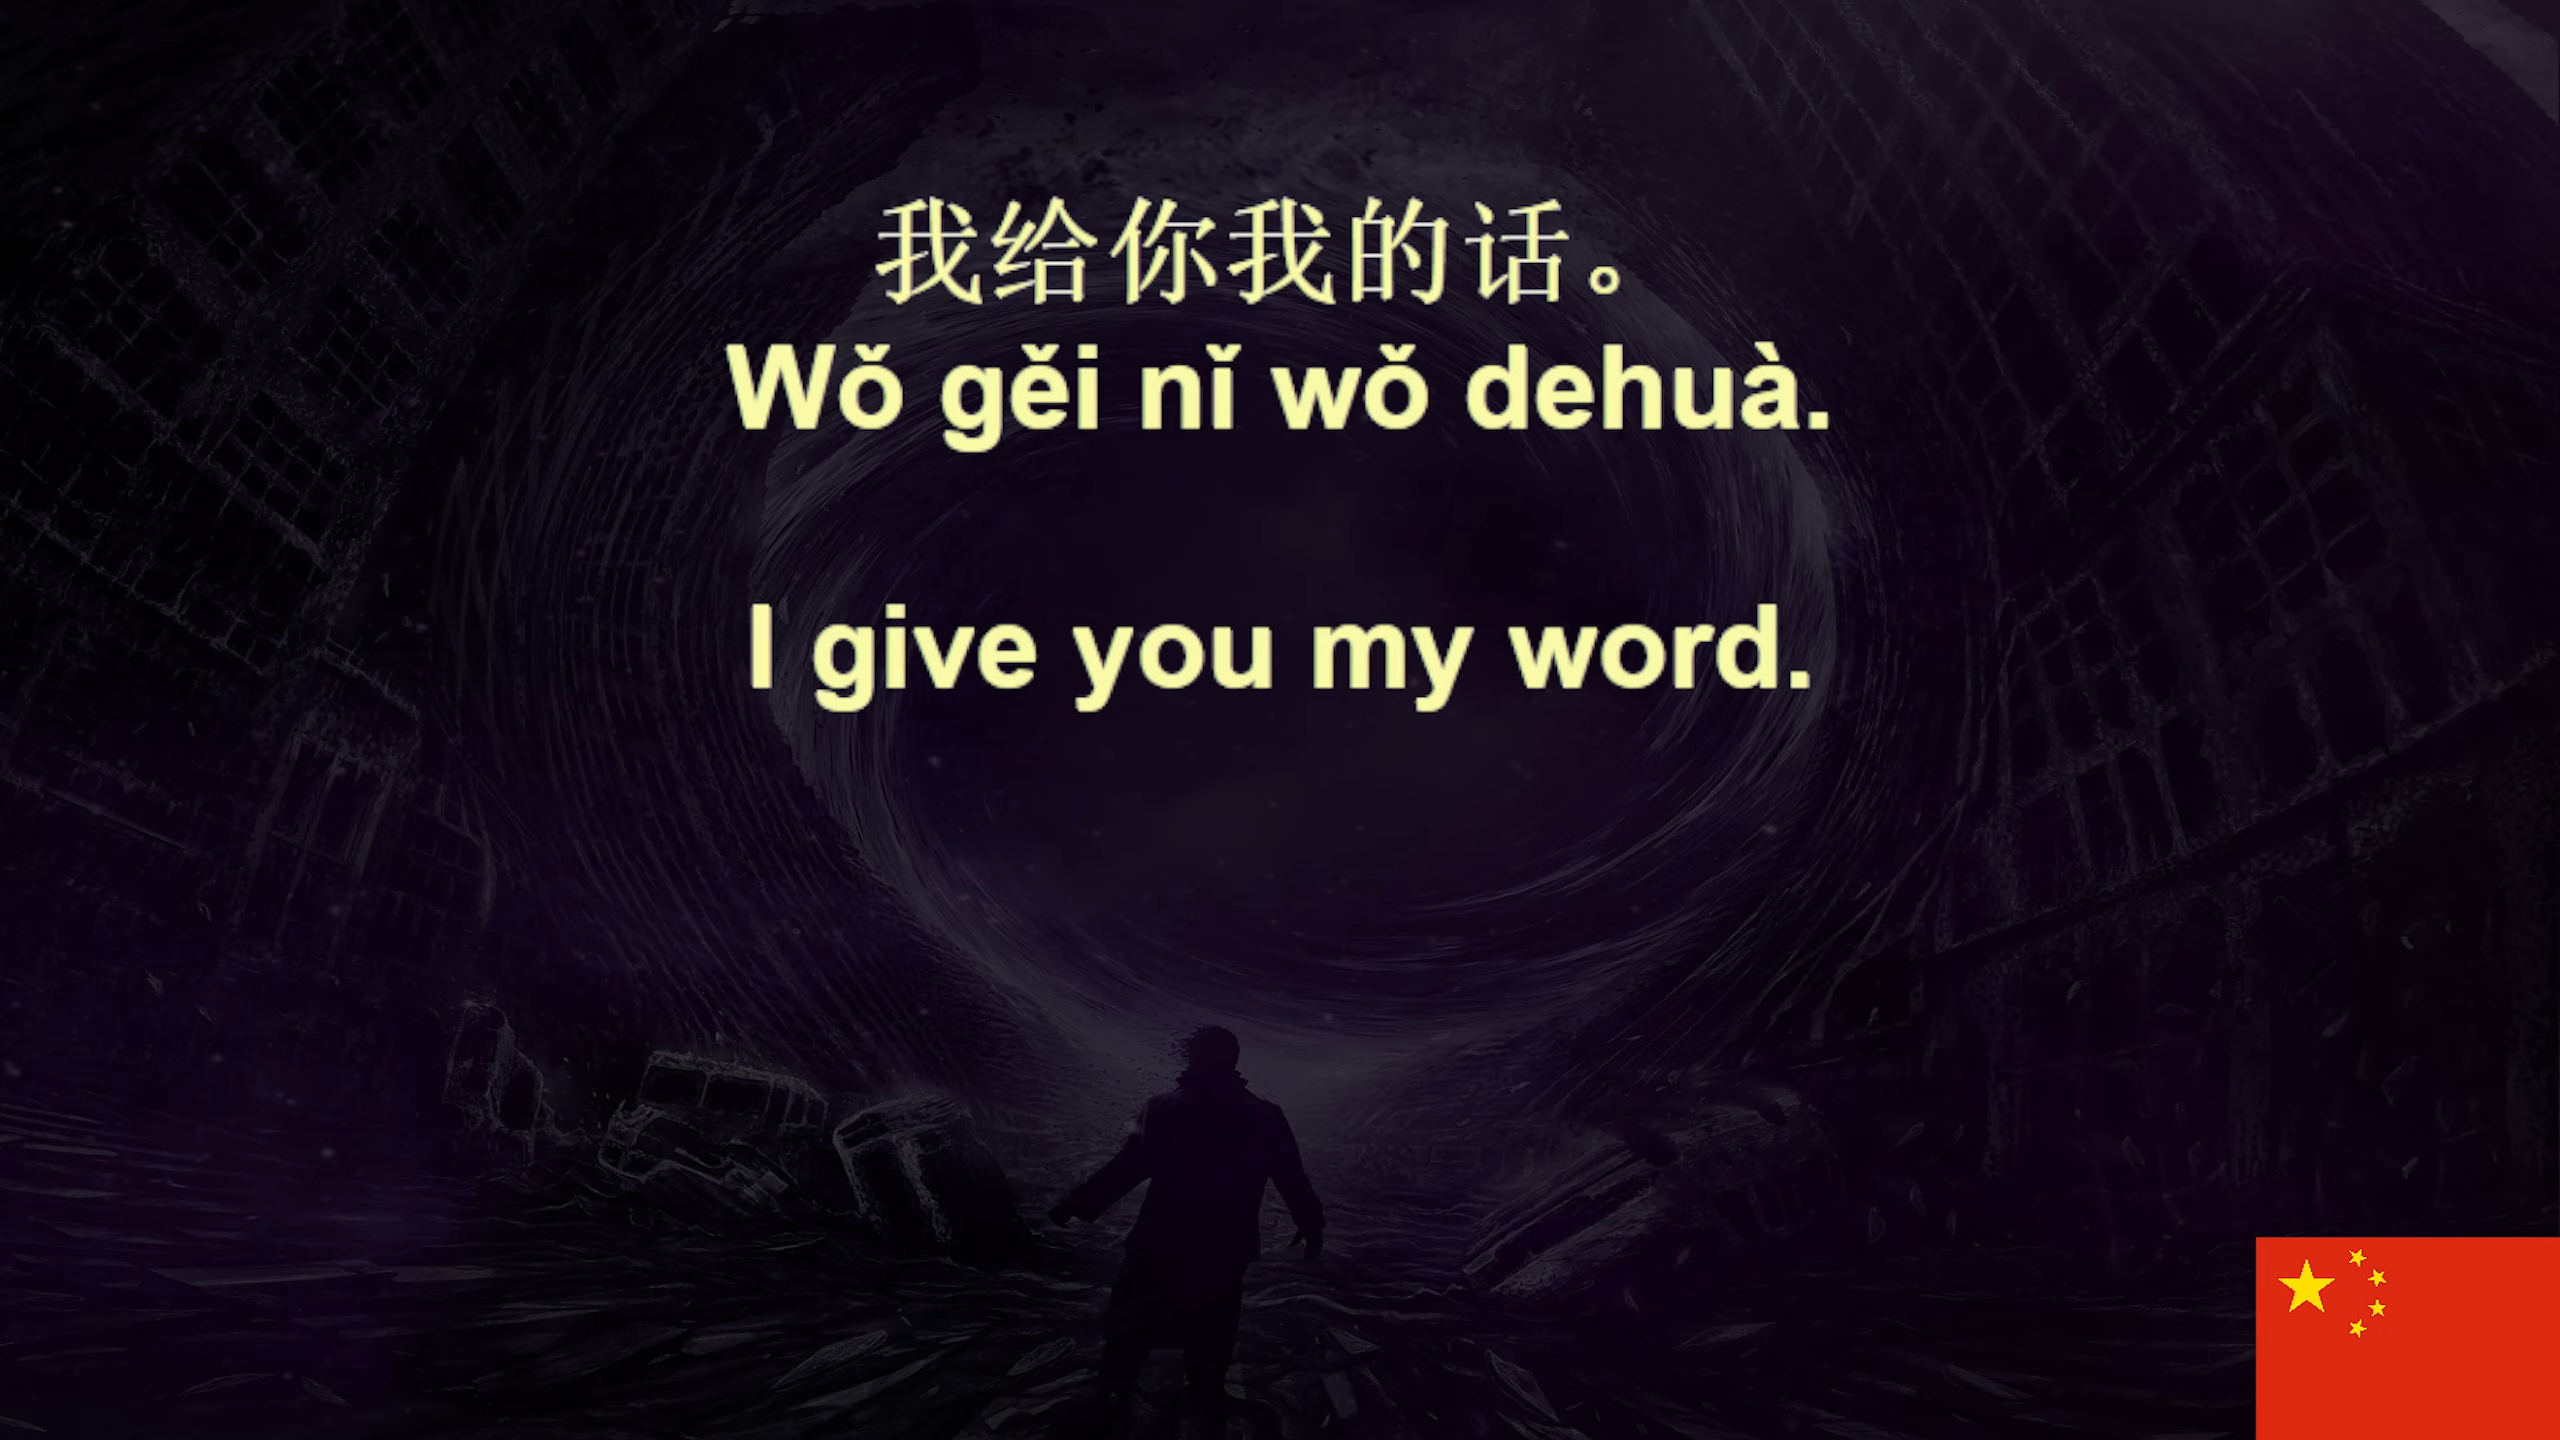 我给你我的话。
Wǒ gěi nǐ wǒ dehuà.
I give you my word.